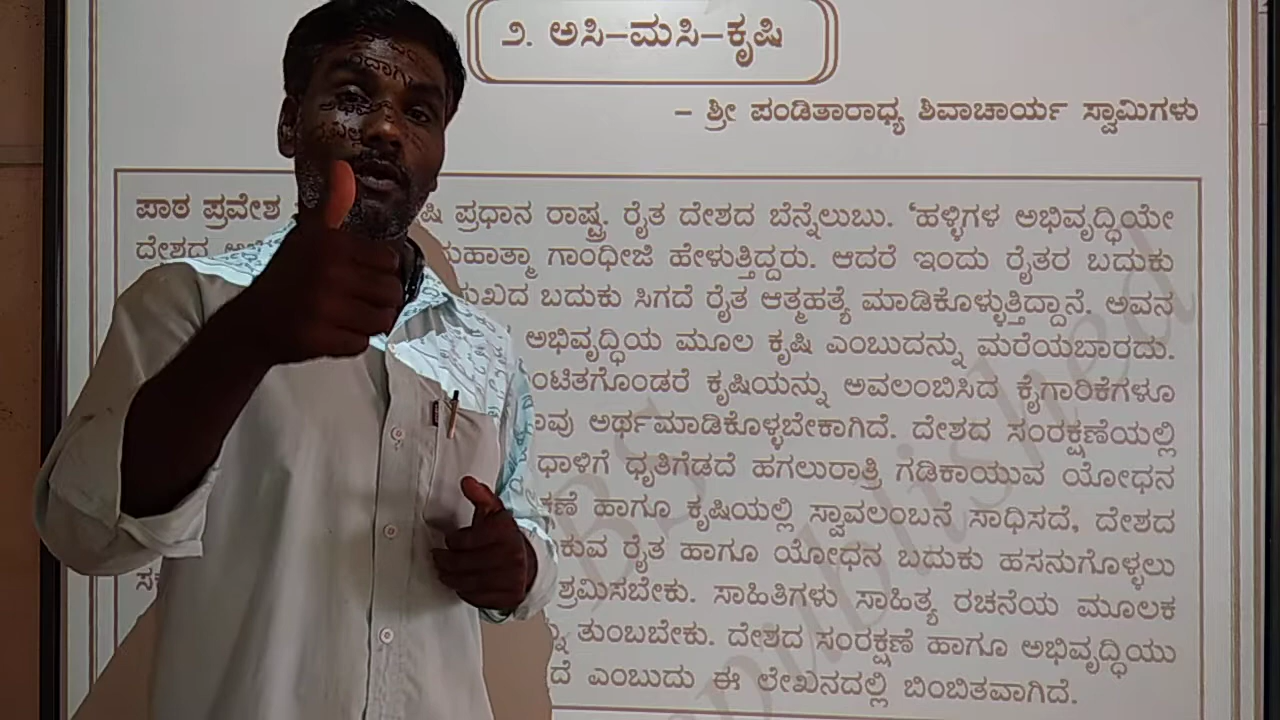 ೨. ಅಸಿ–ಮಸಿ–ಕೃಷಿ
– ಶ್ರೀ ಪಂಡಿತಾರಾಧ್ಯ ಶಿವಾಚಾರ್ಯ ಸ್ವಾಮಿಗಳು
ಪಾಠ ಪ್ರವೇಶ ಪ್ರಧಾನ ರಾಷ್ಟ್ರ. ರೈತ ದೇಶದ ಬೆನ್ನೆಲುಬು. ‘ಹಳ್ಳಿಗಳ ಅಭಿವೃದ್ಧಿಯೇ
ದೇಶದ ಮಹಾತ್ಮಾ ಗಾಂಧೀಜಿ ಹೇಳುತ್ತಿದ್ದರು. ಆದರೆ ಇಂದು ರೈತರ ಬದುಕು
ಬದುಕು ಸಿಗದೆ ರೈತ ಆತ್ಮಹತ್ಯೆ ಮಾಡಿಕೊಳ್ಳುತ್ತಿದ್ದಾನೆ. ಅವನ
ಅಭಿವೃದ್ಧಿಯ ಮೂಲ ಕೃಷಿ ಎಂಬುದನ್ನು ಮರೆಯಬಾರದು.
ಕೃಷಿಯನ್ನು ಅವಲಂಬಿಸಿದ ಕೈಗಾರಿಕೆಗಳೂ
ಅರ್ಥಮಾಡಿಕೊಳ್ಳಬೇಕಾಗಿದೆ. ದೇಶದ ಸಂರಕ್ಷಣೆಯಲ್ಲಿ
ಧಾಳಿಗೆ ಧೃತಿಗೆಡದೆ ಹಗಲುರಾತ್ರಿ ಗಡಿಕಾಯುವ ಯೋಧನ
ಹಾಗೂ ಕೃಷಿಯಲ್ಲಿ ಸ್ವಾವಲಂಬನೆ ಸಾಧಿಸದೆ, ದೇಶದ
ರೈತ ಹಾಗೂ ಯೋಧನ ಬದುಕು ಹಸನುಗೊಳ್ಳಲು
ಶ್ರಮಿಸಬೇಕು. ಸಾಹಿತಿಗಳು ಸಾಹಿತ್ಯ ರಚನೆಯ ಮೂಲಕ
ತುಂಬಬೇಕು. ದೇಶದ ಸಂರಕ್ಷಣೆ ಹಾಗೂ ಅಭಿವೃದ್ಧಿಯು
ಎಂಬುದು ಈ ಲೇಖನದಲ್ಲಿ ಬಿಂಬಿತವಾಗಿದೆ.